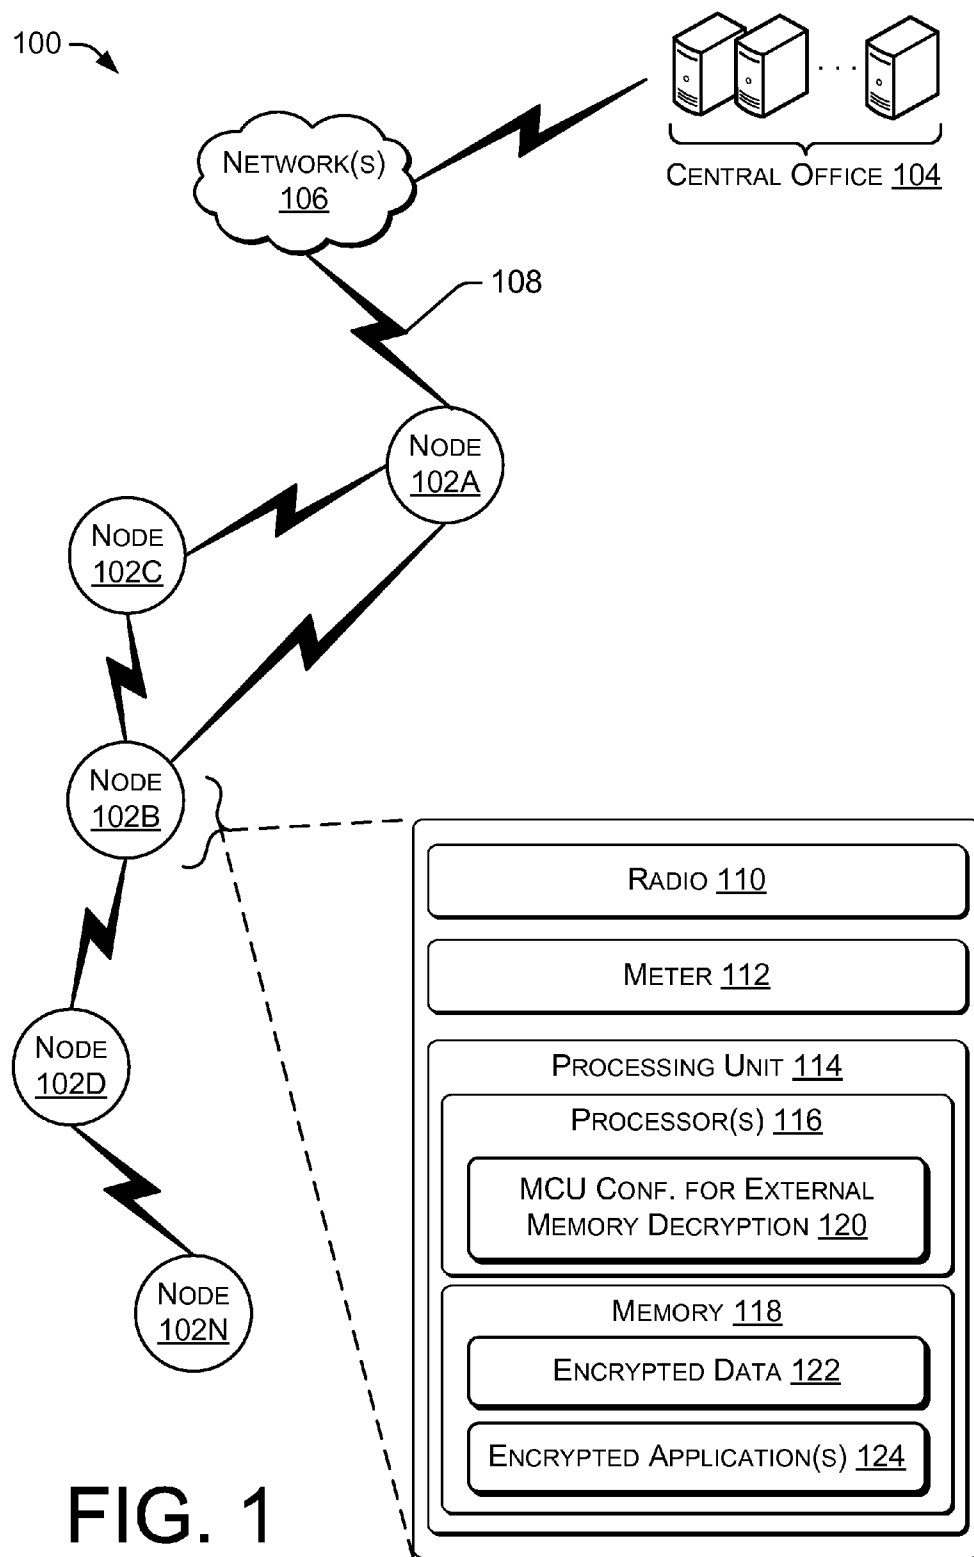 100
NETWORK(S)
106
. . .
CENTRAL OFFICE 104
108
NODE
102A
NODE
102C
NODE
102B
RADIO 110
METER 112
NODE
102D
PROCESSING UNIT 114
PROCESSOR(S) 116
MCU CONF. FOR EXTERNAL
MEMORY DECRYPTION 120
NODE
102N
MEMORY 118
ENCRYPTED DATA 122
ENCRYPTED APPLICATION(S) 124
FIG. 1